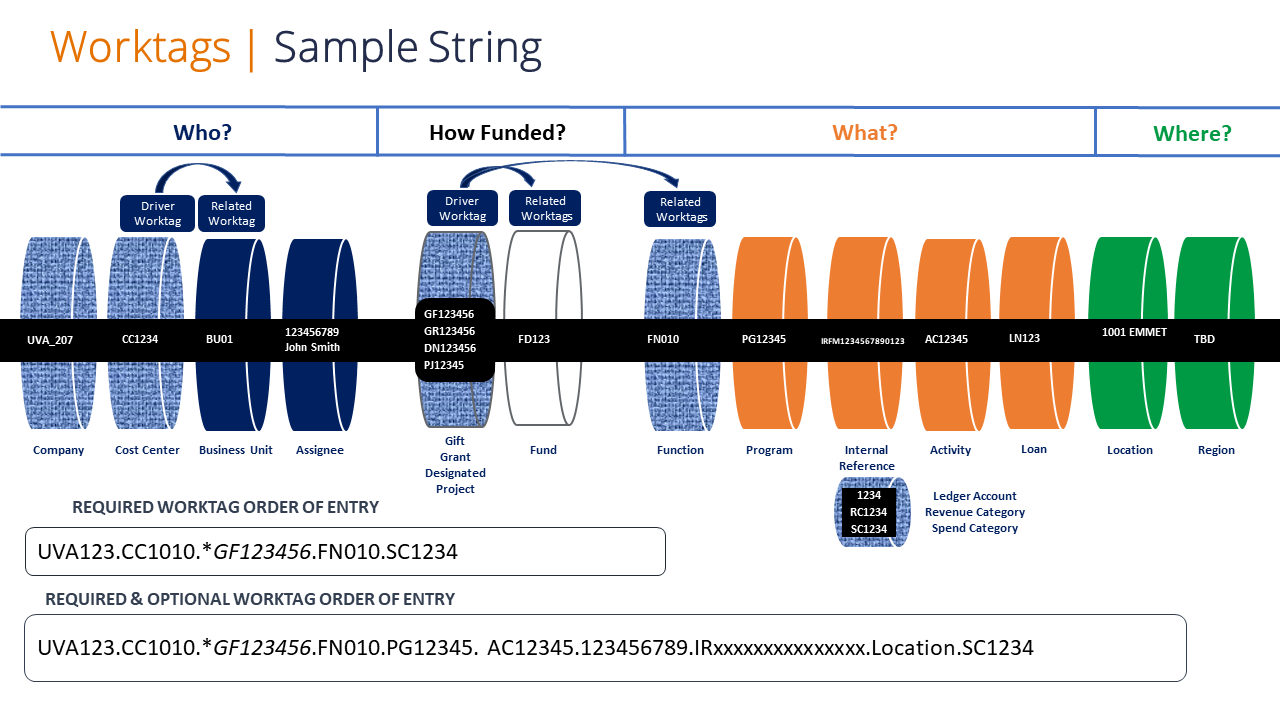 Worktags | Sample String
Who?
How Funded?
What?
Where?
Driver
Worktag
Related
Worktag
Driver
Worktag
Related
Worktags
Related
Worktags
UVA_207
CC1234
BU01
123456789
John Smith
GF123456
GR123456
DN123456
PJ12345
FD123
FN010
PG12345
IRFM1234567890123
AC12345
LN123
1001 EMMET
TBD
Company
Cost Center
Business Unit
Assignee
Gift
Grant
Designated
Project
Fund
Function
Program
Internal
Reference
Activity
Loan
Location
Region
1234
RC1234
SC1234
Ledger Account
Revenue Category
Spend Category
REQUIRED WORKTAG ORDER OF ENTRY
UVA123.CC1010.*GF123456.FN010.SC1234
REQUIRED & OPTIONAL WORKTAG ORDER OF ENTRY
UVA123.CC1010.*GF123456.FN010.PG12345. AC12345.123456789.IRxxxxxxxxxxxxxxx.Location.SC1234